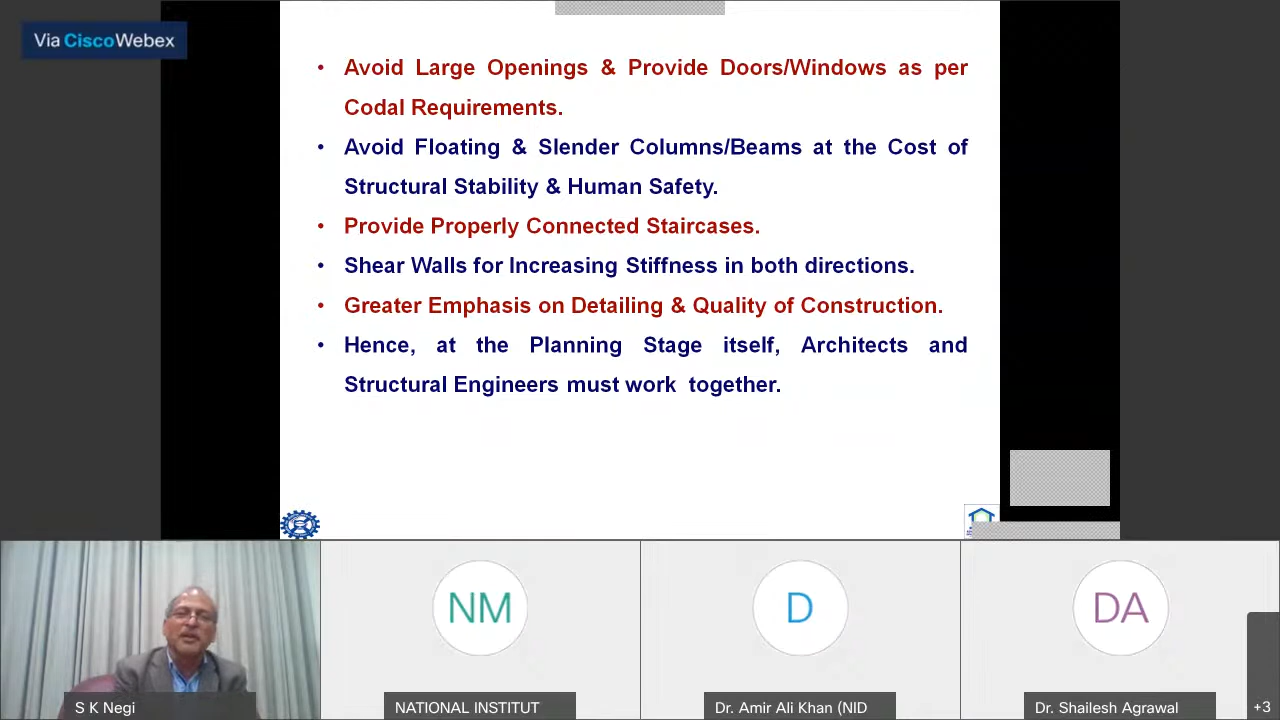 Via Cisco Webex
• Avoid Large Openings & Provide Doors/Windows as per
Codal Requirements.
• Avoid Floating & Slender Columns/Beams at the Cost of
Structural Stability & Human Safety.
• Provide Properly Connected Staircases.
• Shear Walls for Increasing Stiffness in both directions.
• Greater Emphasis on Detailing & Quality of Construction.
• Hence, at the Planning Stage itself, Architects and
Structural Engineers must work together.
NM
D
DA
S K Negi
NATIONAL INSTITUT
Dr. Amir Ali Khan (NID
Dr. Shailesh Agrawal
+3